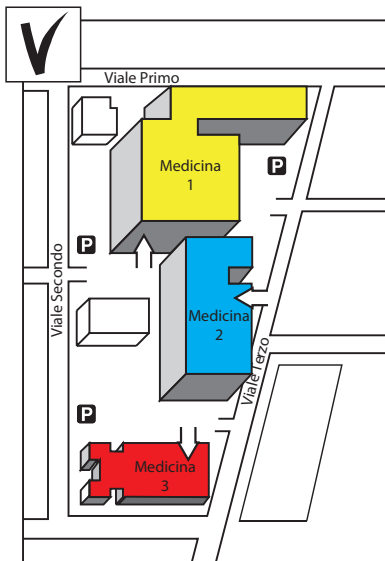 Viale Primo
Medicina
1
P
P
Viale Secondo
Medicina
2
Viale Terzo
P
Medicina
3